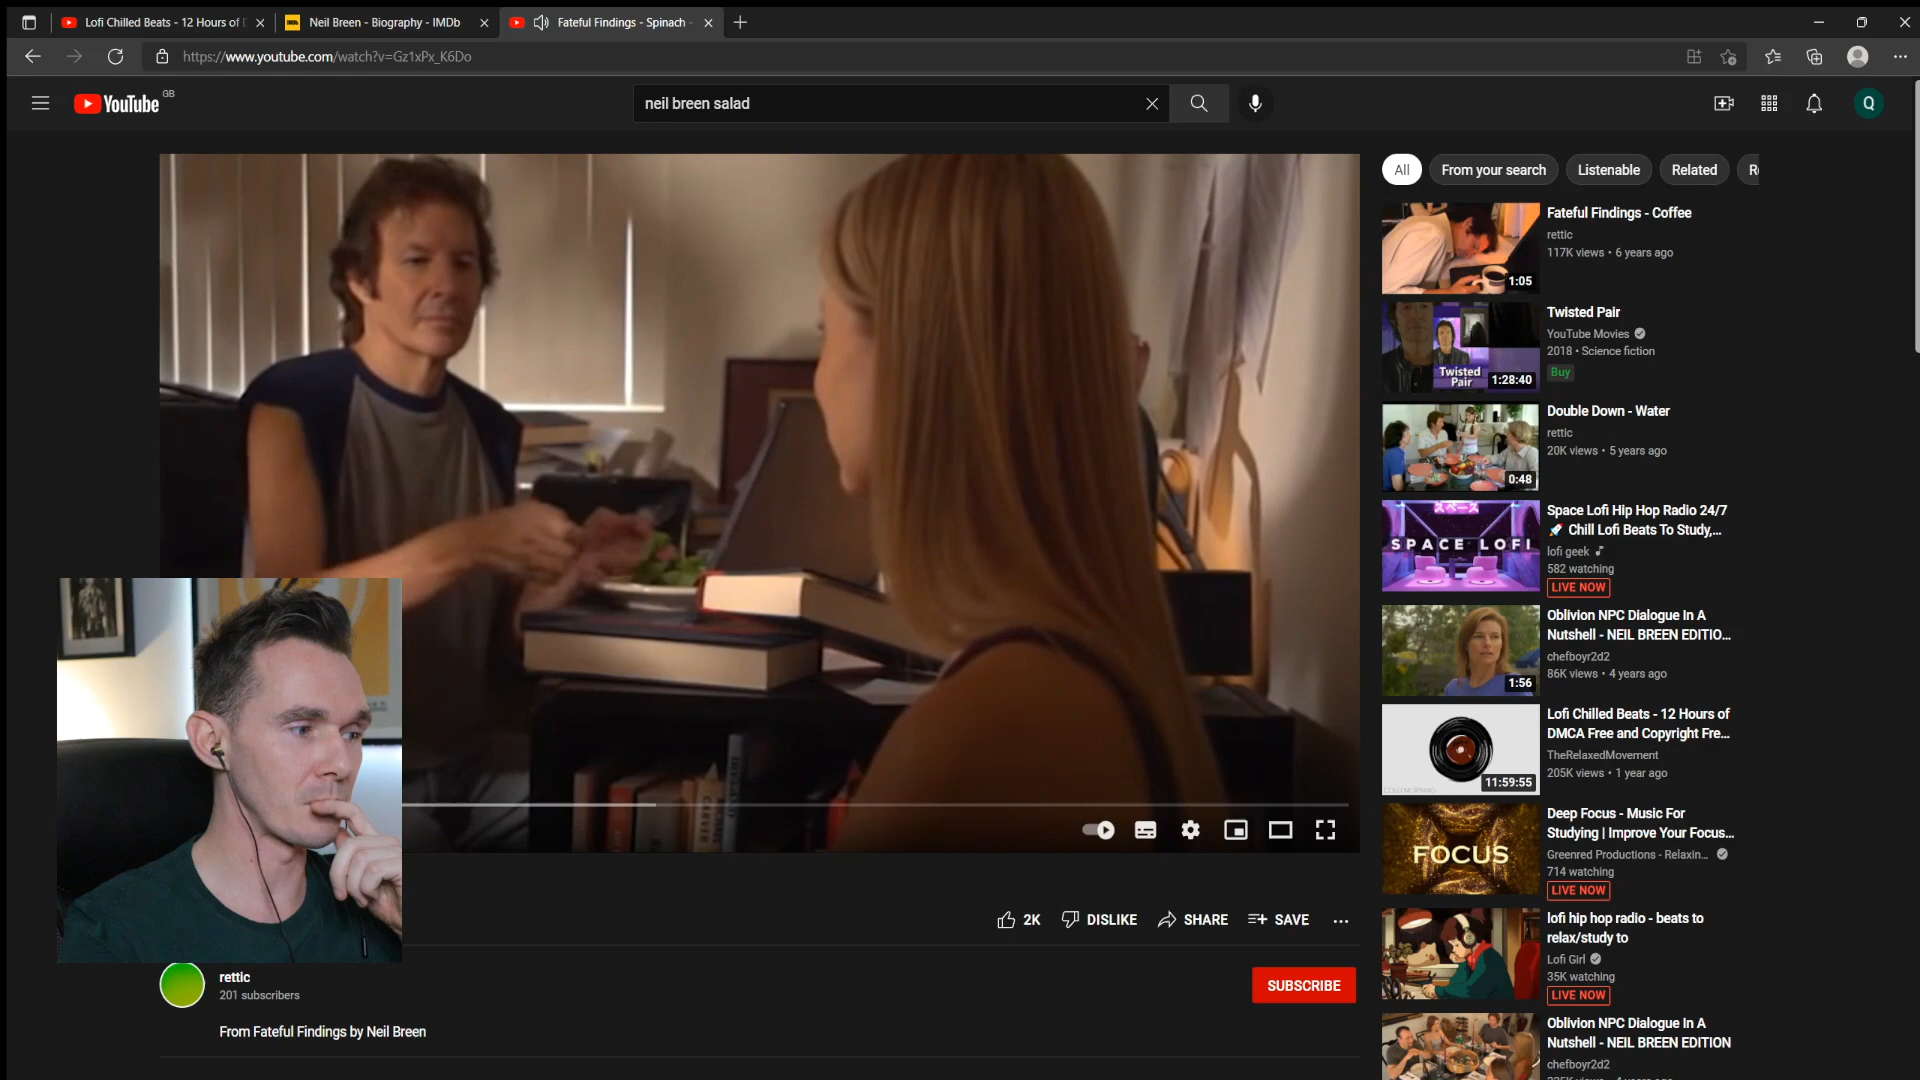 Lofi Chilled Beats - 12 Hours of D
Neil Breen - Biography - IMDb
Fateful Findings - Spinach -
https://www.youtube.com/watch?v=Gz1xPx_K6Do
YouTube GB
neil breen salad
Q
All
From your search
Listenable
Related
Fateful Findings - Coffee
rettic
117K views • 6 years ago
1:05
Twisted Pair
YouTube Movies
2018 • Science fiction
Buy
Twisted
Pair
1:28:40
Double Down - Water
rettic
20K views • 5 years ago
0:48
Space Lofi Hip Hop Radio 24/7
🚀 Chill Lofi Beats To Study,...
lofi geek
582 watching
LIVE NOW
スペース
SPACE LOFI
Oblivion NPC Dialogue In A
Nutshell - NEIL BREEN EDITIO...
chefboyr2d2
86K views • 4 years ago
1:56
Lofi Chilled Beats - 12 Hours of
DMCA Free and Copyright Fre...
TheRelaxedMovement
205K views • 1 year ago
11:59:55
Deep Focus - Music For
Studying | Improve Your Focus...
Greenred Productions - Relaxin...
714 watching
LIVE NOW
FOCUS
lofi hip hop radio - beats to
relax/study to
Lofi Girl
35K watching
LIVE NOW
Oblivion NPC Dialogue In A
Nutshell - NEIL BREEN EDITION
chefboyr2d2
2K
DISLIKE
SHARE
SAVE
rettic
201 subscribers
SUBSCRIBE
From Fateful Findings by Neil Breen